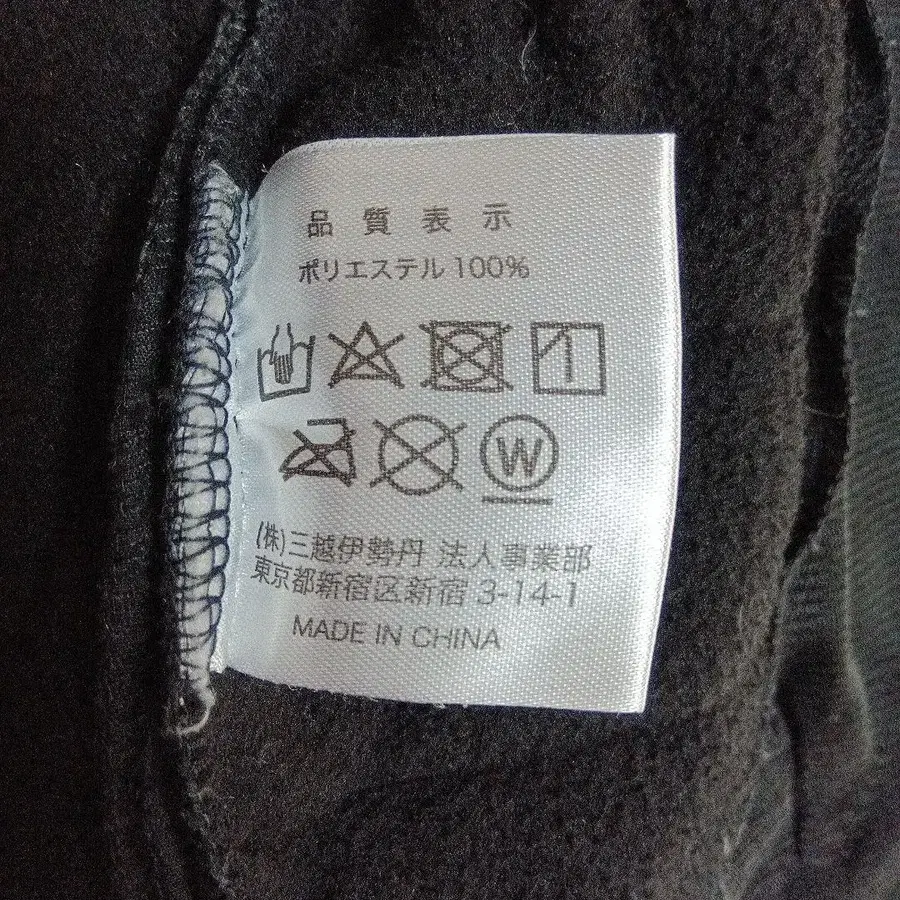 品質表示
ポリエステル 100%
W
(株)三越伊勢丹 法人事業部
東京都新宿区新宿 3-14-1
MADE IN CHINA